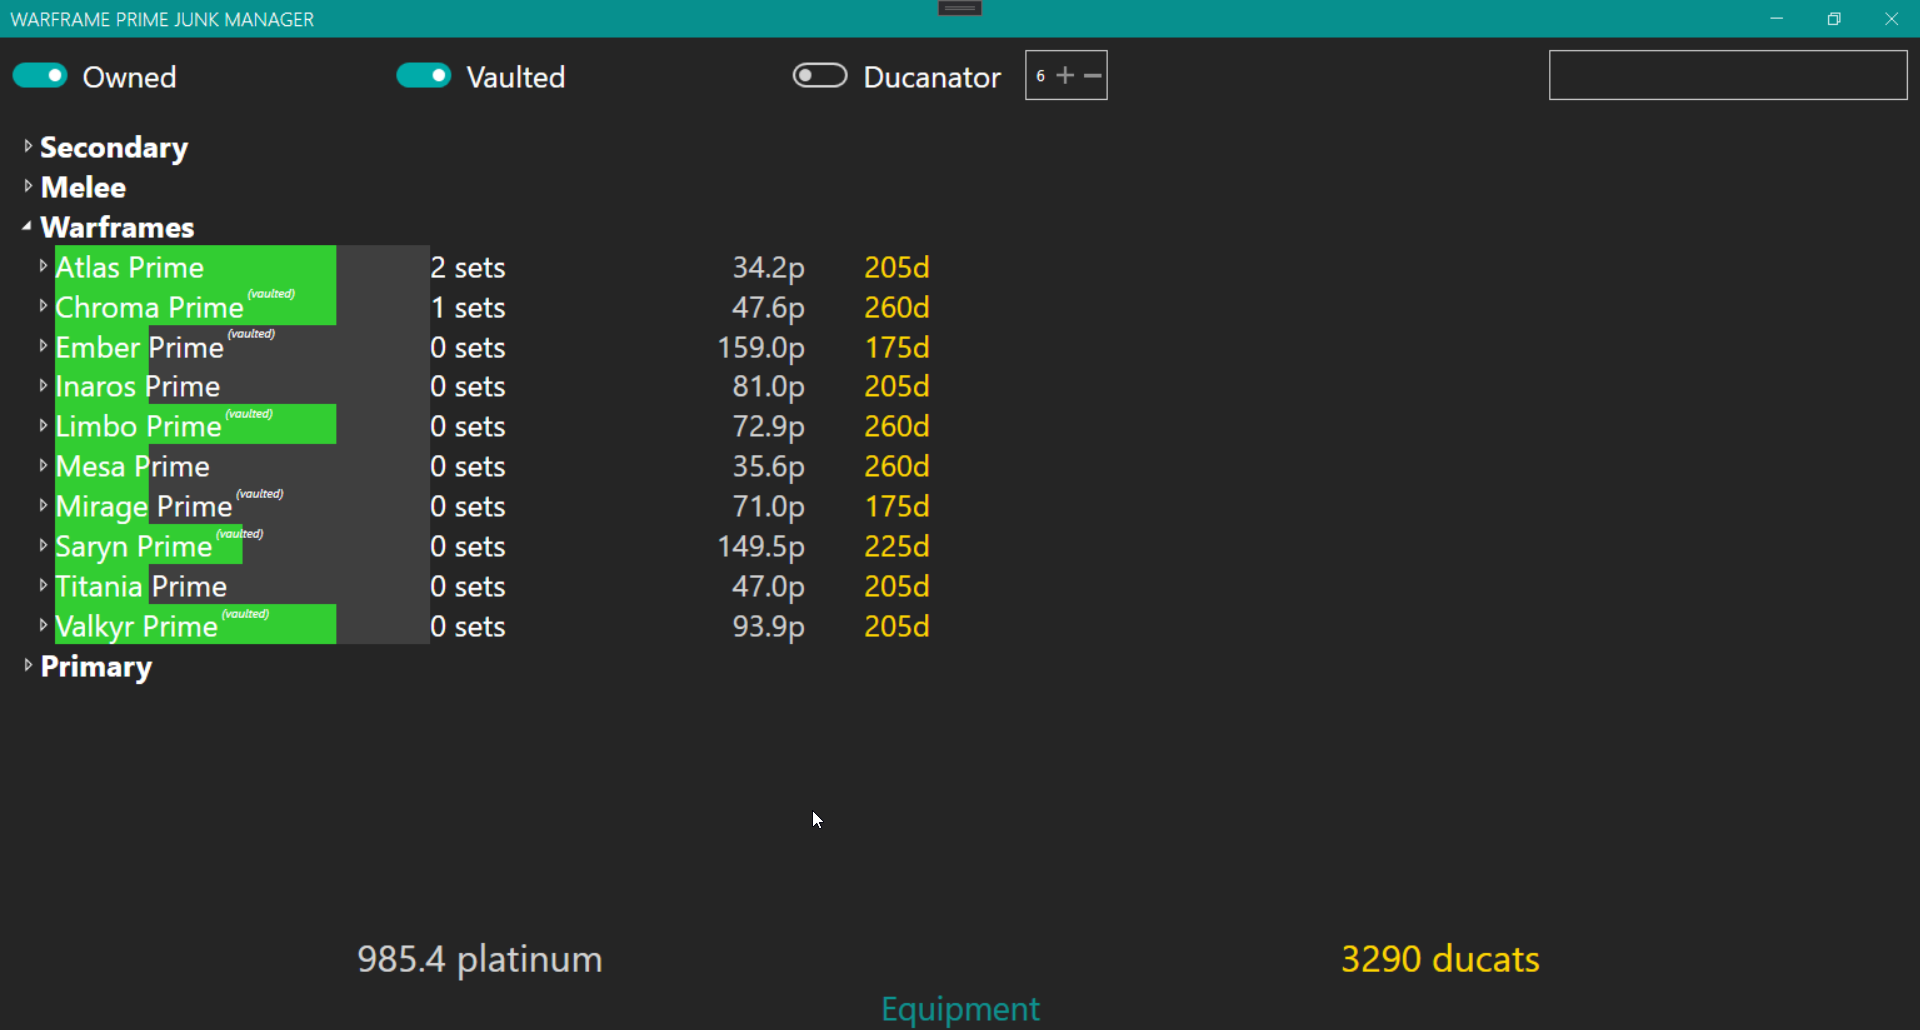 WARFRAME PRIME JUNK MANAGER
Owned Vaulted Ducanator 6
Secondary
Melee
Warframes
Atlas Prime 2 sets 34.2p 205d
Chroma Prime (vaulted) 1 sets 47.6p 260d
Ember Prime (vaulted) 0 sets 159.0p 175d
Inaros Prime 0 sets 81.0p 205d
Limbo Prime (vaulted) 0 sets 72.9p 260d
Mesa Prime 0 sets 35.6p 260d
Mirage Prime (vaulted) 0 sets 71.0p 175d
Saryn Prime (vaulted) 0 sets 149.5p 225d
Titania Prime 0 sets 47.0p 205d
Valkyr Prime (vaulted) 0 sets 93.9p 205d
Primary
985.4 platinum 3290 ducats
Equipment